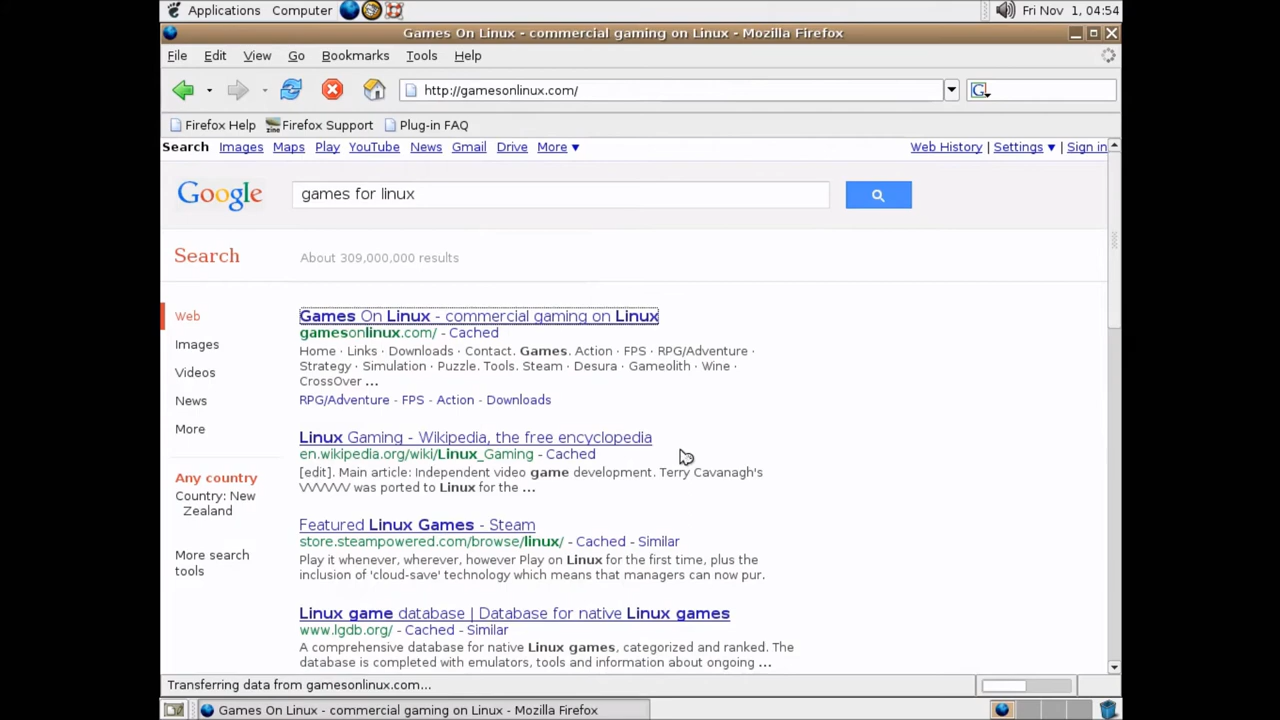 Applications Computer Fri Nov 1, 04:54
Games On Linux - commercial gaming on Linux - Mozilla Firefox
File Edit View Go Bookmarks Tools Help
http://gamesonlinux.com/ G
Firefox Help Firefox Support Plug-in FAQ
Search Images Maps Play YouTube News Gmail Drive More ▼ Web History | Settings ▼ | Sign in
Google games for linux
Search About 309,000,000 results
Web
Images
Videos
News
More
Any country
Country: New
Zealand
More search
tools
Games On Linux - commercial gaming on Linux
gamesonlinux.com/ - Cached
Home · Links · Downloads · Contact. Games. Action · FPS · RPG/Adventure ·
Strategy · Simulation · Puzzle. Tools. Steam · Desura · Gameolith · Wine ·
CrossOver ...
RPG/Adventure - FPS - Action - Downloads
Linux Gaming - Wikipedia, the free encyclopedia
en.wikipedia.org/wiki/Linux_Gaming - Cached
[edit]. Main article: Independent video game development. Terry Cavanagh's
VVVVVV was ported to Linux for the ...
Featured Linux Games - Steam
store.steampowered.com/browse/linux/ - Cached - Similar
Play it whenever, wherever, however Play on Linux for the first time, plus the
inclusion of 'cloud-save' technology which means that managers can now pur.
Linux game database | Database for native Linux games
www.lgdb.org/ - Cached - Similar
A comprehensive database for native Linux games, categorized and ranked. The
database is completed with emulators, tools and information about ongoing ...
Transferring data from gamesonlinux.com...
Games On Linux - commercial gaming on Linux - Mozilla Firefox